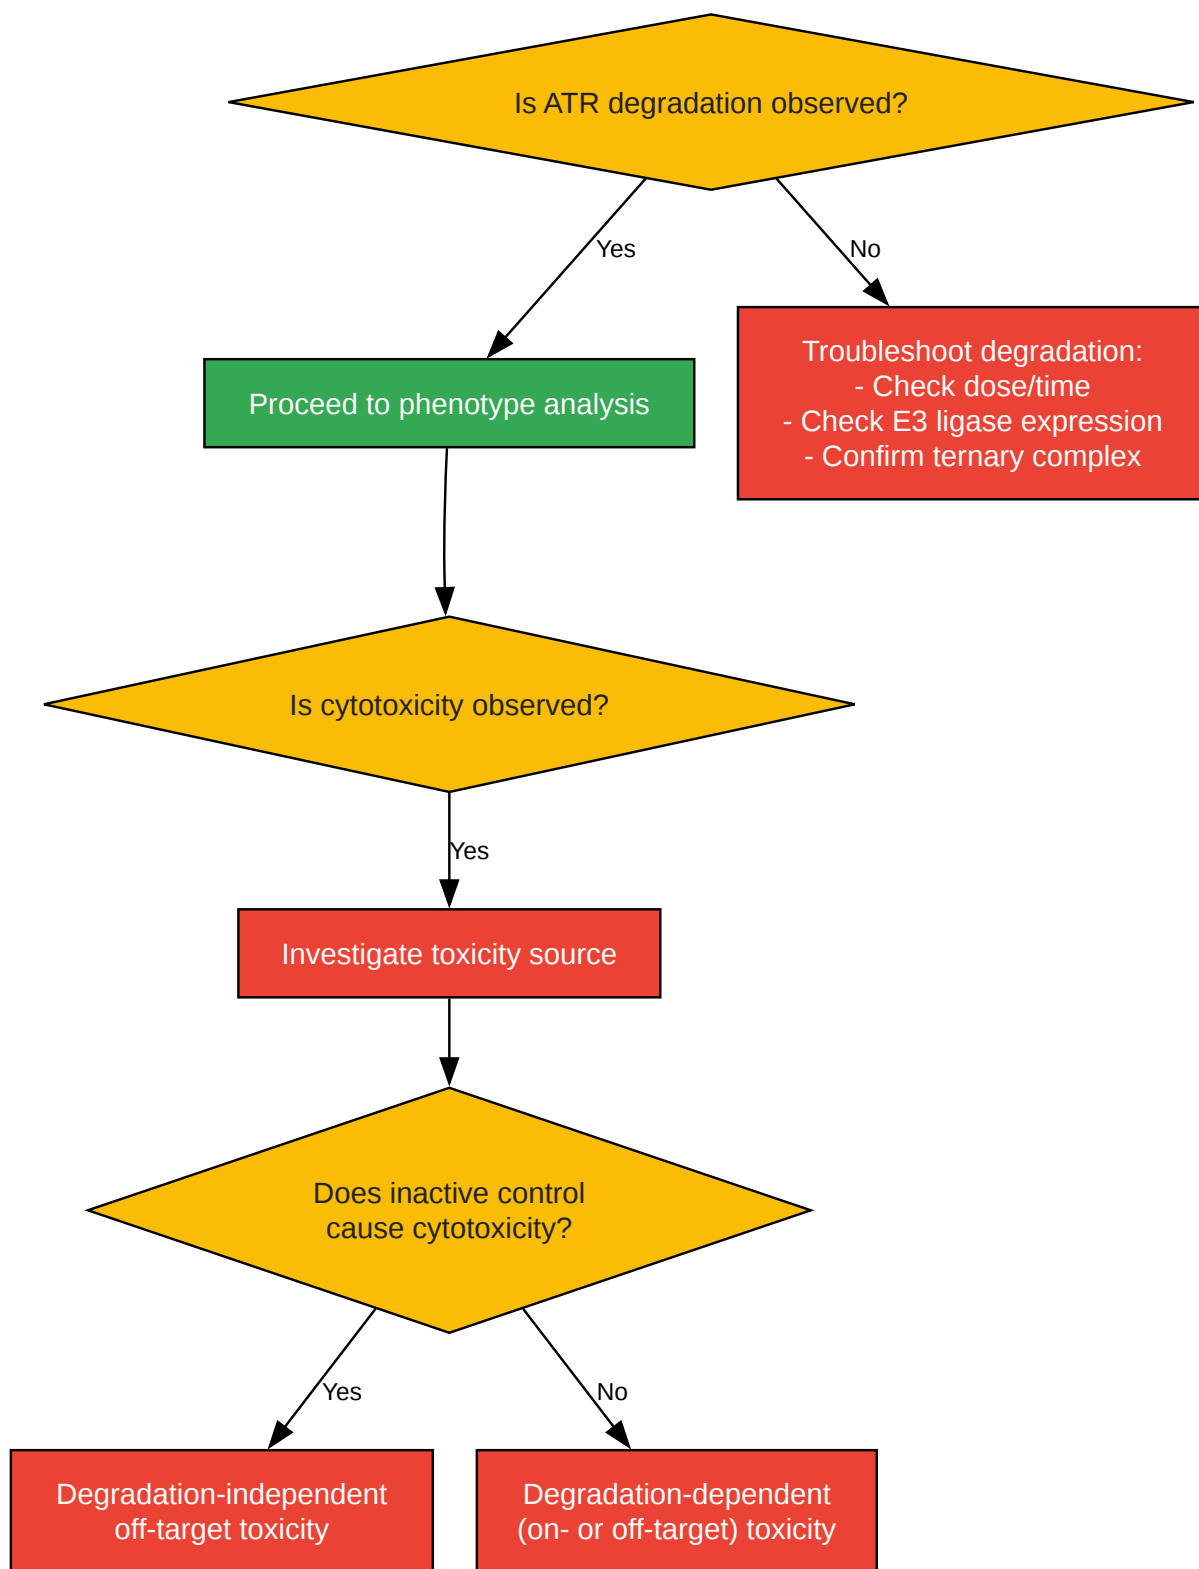 Is ATR degradation observed?
Yes
No
Proceed to phenotype analysis
Troubleshoot degradation:
- Check dose/time
- Check E3 ligase expression
- Confirm ternary complex
Is cytotoxicity observed?
Yes
Investigate toxicity source
Does inactive control
cause cytotoxicity?
Yes
No
Degradation-independent
off-target toxicity
Degradation-dependent
(on- or off-target) toxicity